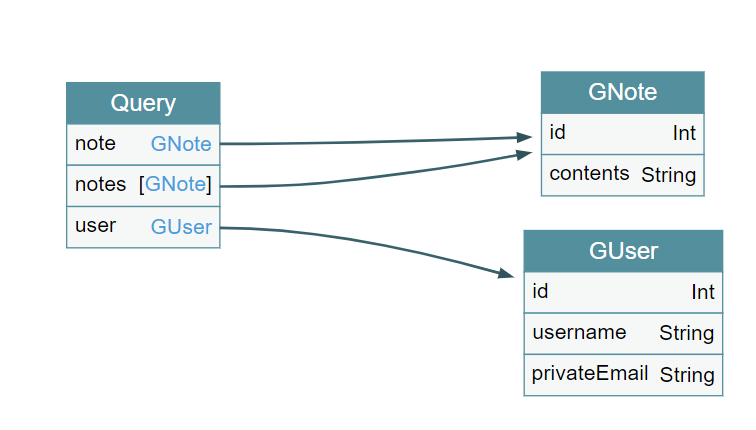 Query
note GNote
notes [GNote]
user GUser
GNote
id Int
contents String
GUser
id Int
username String
privateEmail String